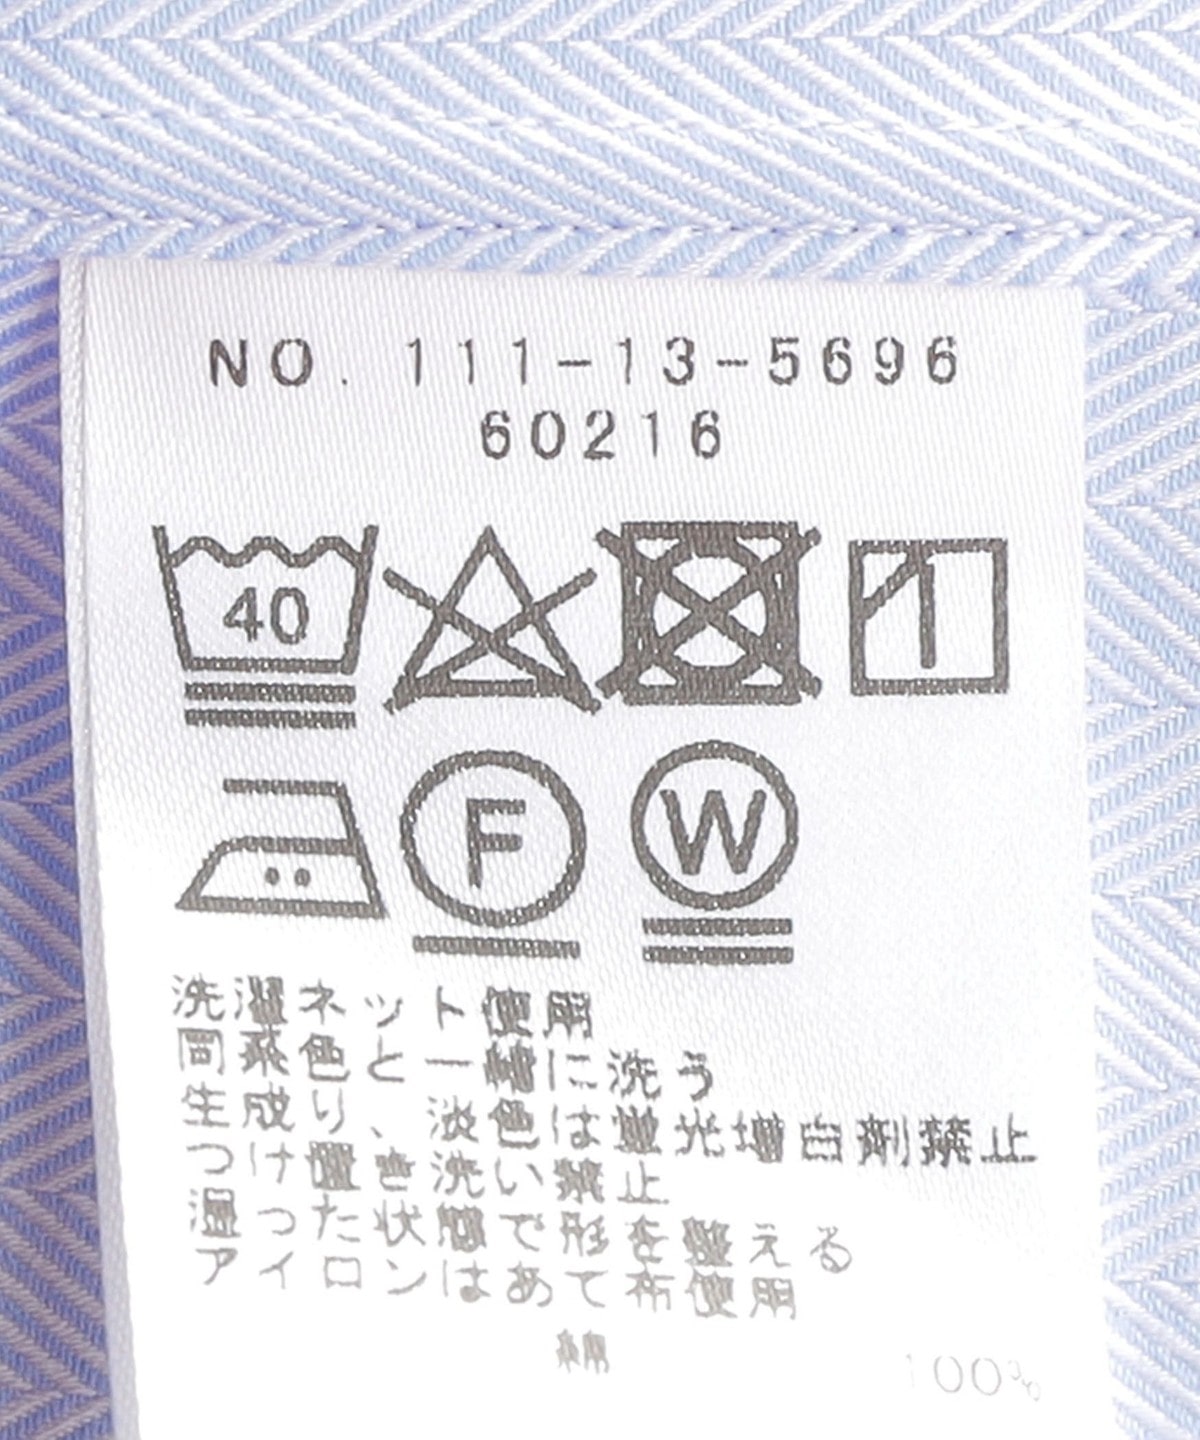 NO. 111-13-5696
60216
40
F
W
洗濯ネット使用
同系色と一緒に洗う
生成り、淡色は蛍光増白剤禁止
つけ置き洗い禁止
湿った状態で形を整える
アイロンはあて布使用
綿 100%